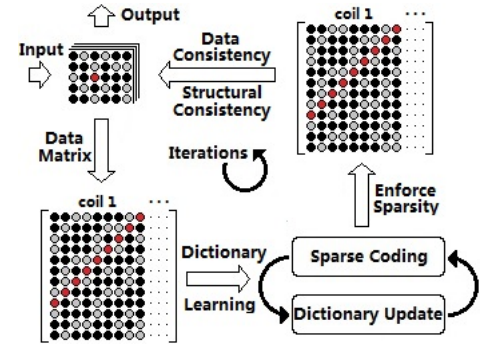 Output
coil 1 ...
Input
Data
Consistency
Structural
Consistency
Data
Matrix
Iterations
Enforce
Sparsity
coil 1 ...
Dictionary
Learning
Sparse Coding
Dictionary Update